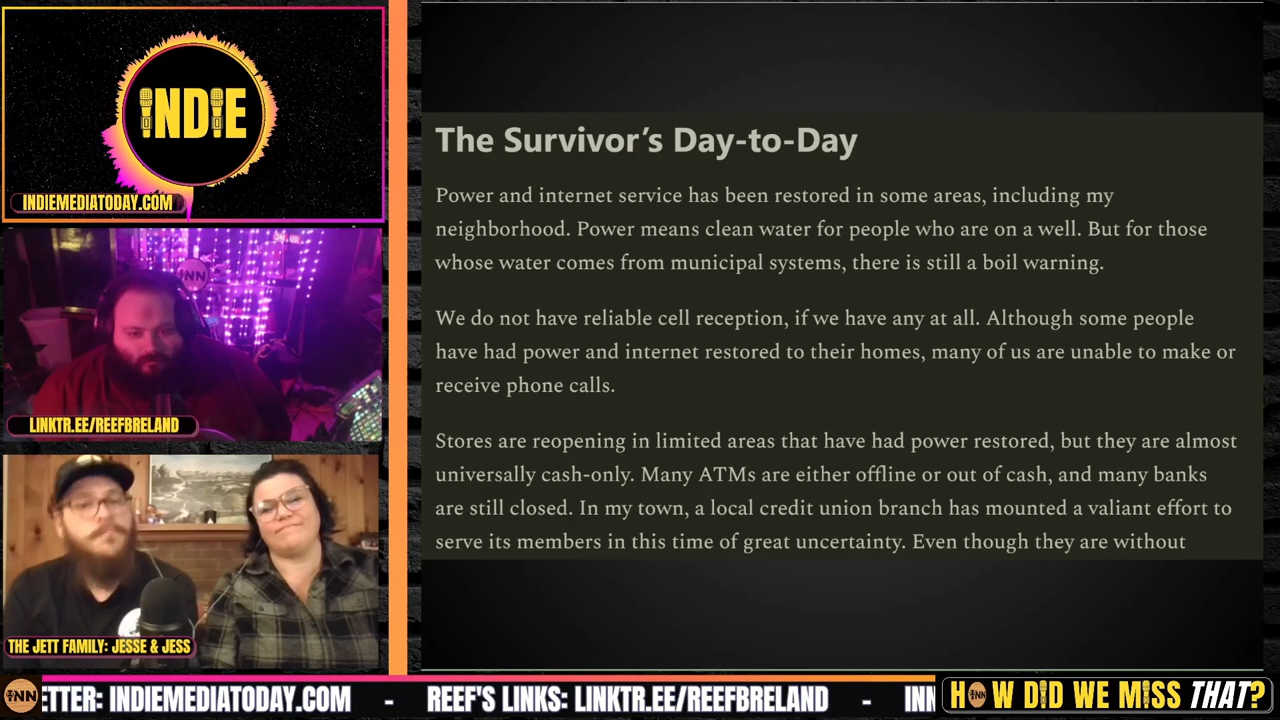 INDIE
INDIEMEDIATODAY.COM
INN
LINKTR.EE/REEFBRELAND
THE JETT FAMILY: JESSE & JESS
The Survivor’s Day-to-Day
Power and internet service has been restored in some areas, including my
neighborhood. Power means clean water for people who are on a well. But for those
whose water comes from municipal systems, there is still a boil warning.
We do not have reliable cell reception, if we have any at all. Although some people
have had power and internet restored to their homes, many of us are unable to make or
receive phone calls.
Stores are reopening in limited areas that have had power restored, but they are almost
universally cash-only. Many ATMs are either offline or out of cash, and many banks
are still closed. In my town, a local credit union branch has mounted a valiant effort to
serve its members in this time of great uncertainty. Even though they are without
INN
ETTER: INDIEMEDIATODAY.COM - REEF'S LINKS: LINKTR.EE/REEFBRELAND - INN
HOW DID WE MISS THAT?